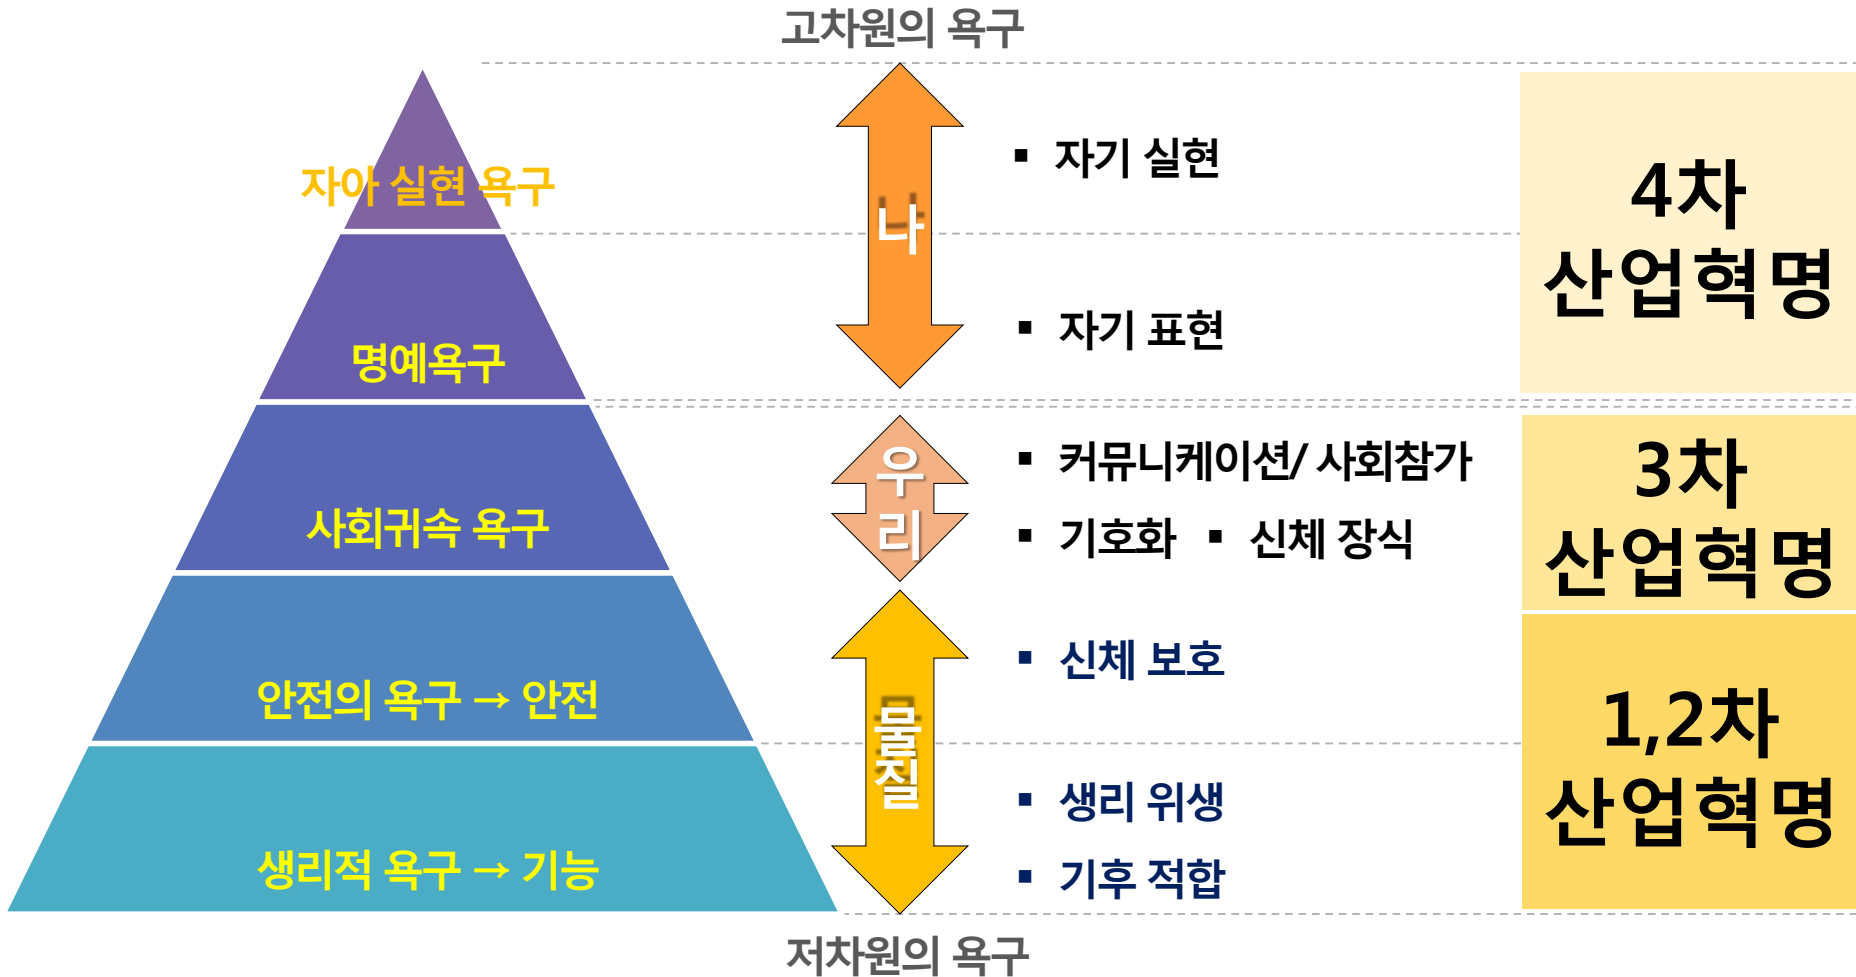 고차원의 욕구
자아 실현 욕구
명예욕구
사회귀속 욕구
안전의 욕구 → 안전
생리적 욕구 → 기능
나
우
리
물
질
▪ 자기 실현
▪ 자기 표현
▪ 커뮤니케이션/ 사회참가
▪ 기호화 ▪ 신체 장식
▪ 신체 보호
▪ 생리 위생
▪ 기후 적합
4차
산업혁명
3차
산업혁명
1,2차
산업혁명
저차원의 욕구